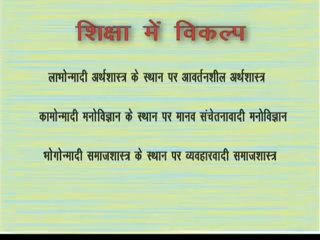 शिक्षा में विकल्प
लाभोन्मादी अर्थशास्त्र के स्थान पर आवर्तनशील अर्थशास्त्र
कामोन्मादी मनोविज्ञान के स्थान पर मानव संचेतनावादी मनोविज्ञान
भोगोन्मादी समाजशास्त्र के स्थान पर व्यवहारवादी समाजशास्त्र